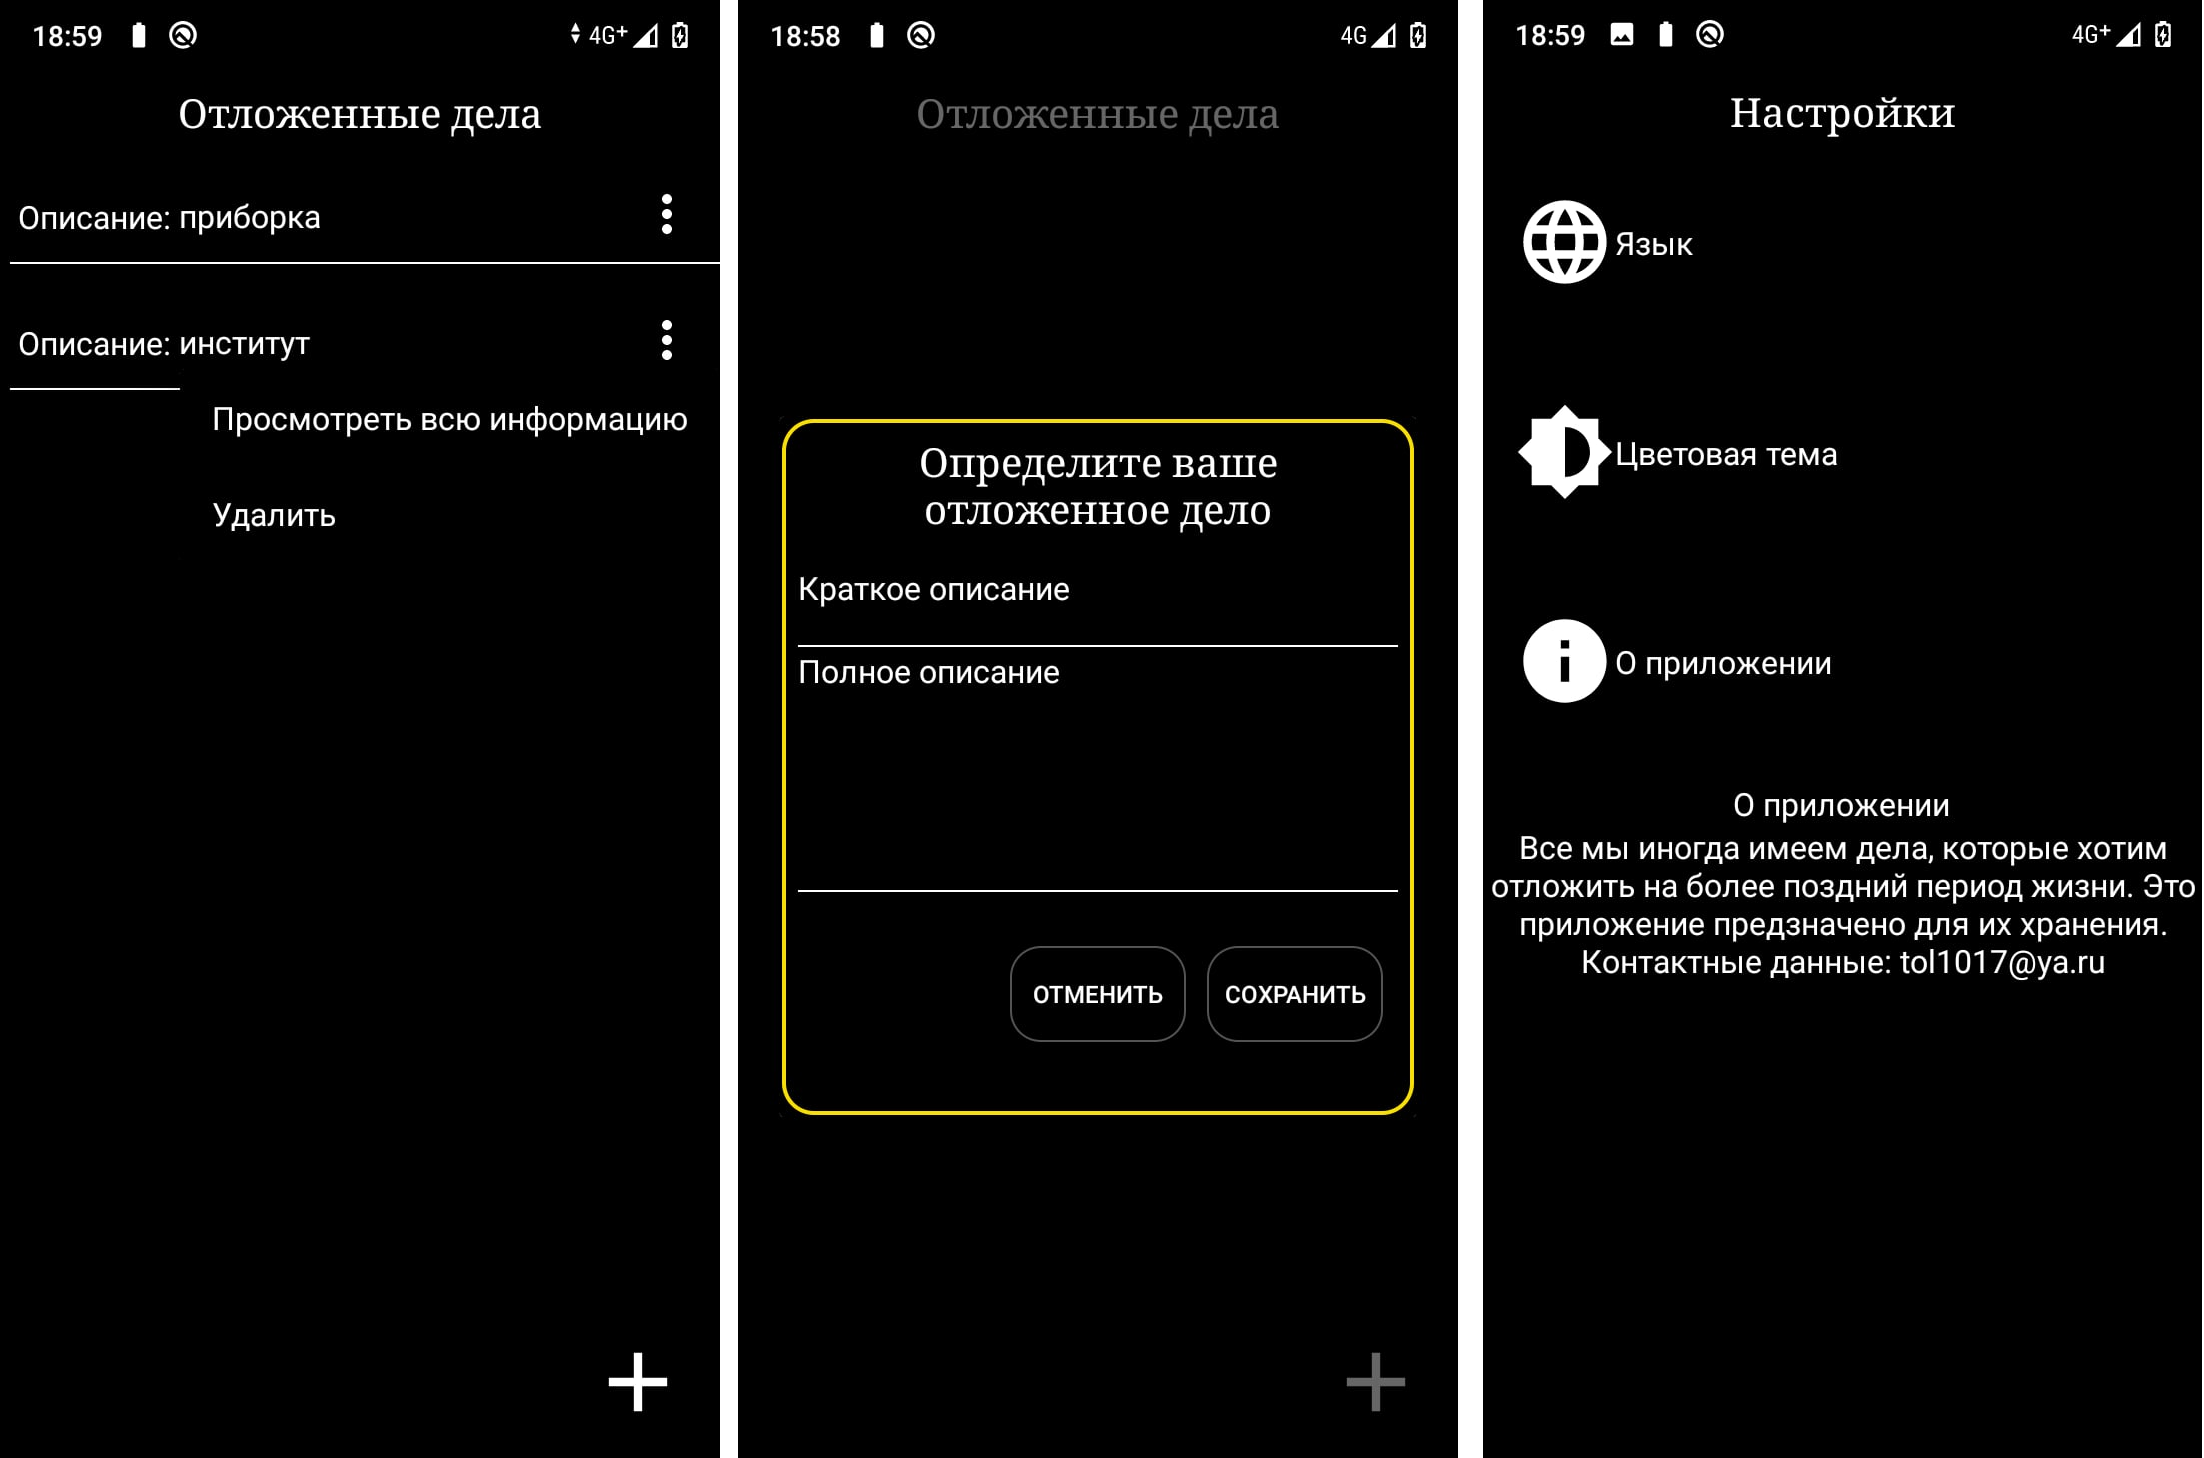 18:59
4G+
Отложенные дела
Описание: приборка
Описание: институт
Просмотреть всю информацию
Удалить
18:58
4G
Отложенные дела
Определите ваше
отложенное дело
Краткое описание
Полное описание
ОТМЕНИТЬ СОХРАНИТЬ
18:59
4G+
Настройки
Язык
Цветовая тема
О приложении
О приложении
Все мы иногда имеем дела, которые хотим
отложить на более поздний период жизни. Это
приложение предзначено для их хранения.
Контактные данные: tol1017@ya.ru